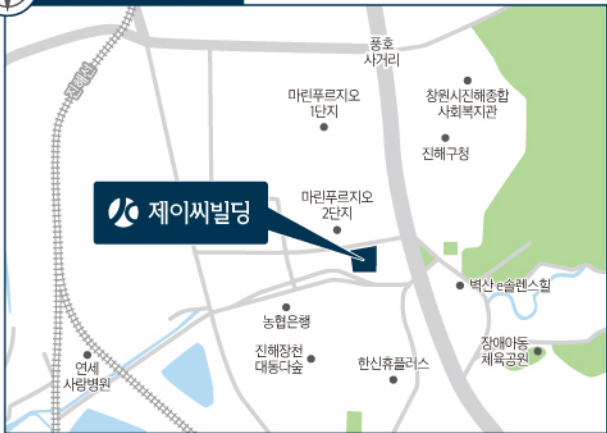 풍호
사거리
진해선
마린푸르지오
1단지
창원시진해종합
사회복지관
진해구청
제이씨빌딩
마린푸르지오
2단지
벽산 e솔렌스힐
농협은행
진해장천
대동다숲
한신휴플러스
장애아동
체육공원
연세
사랑병원